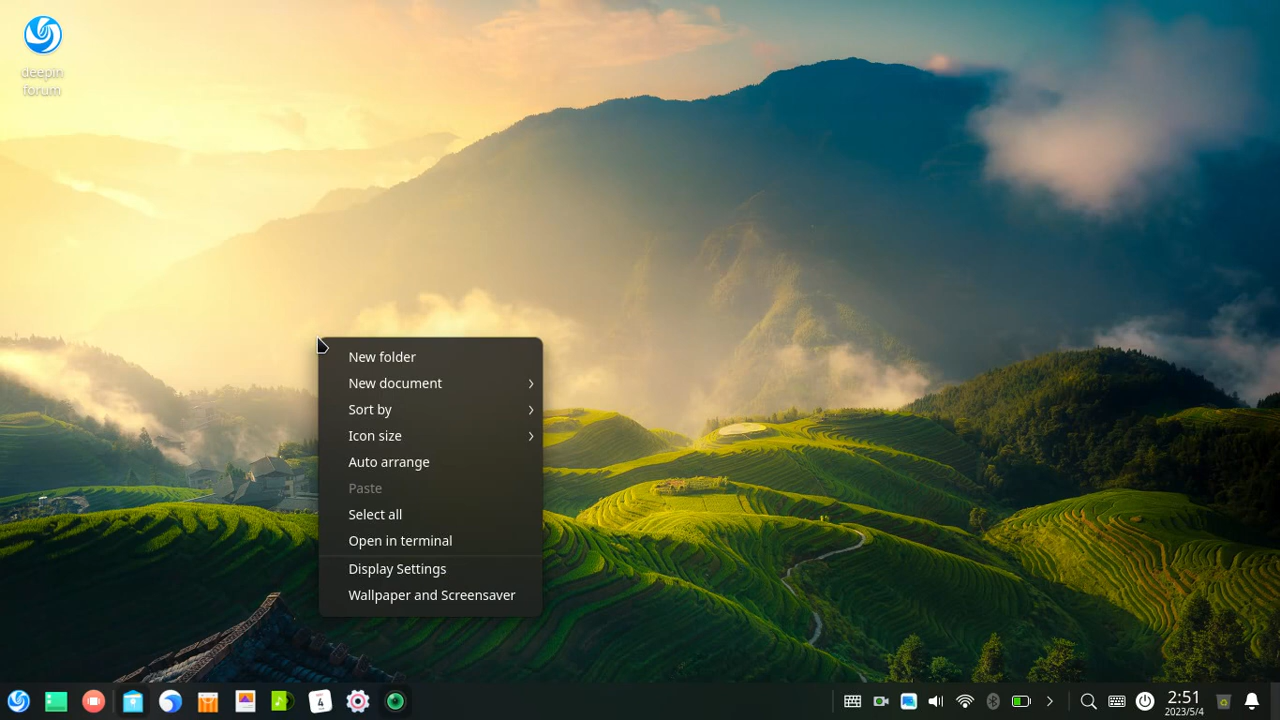 deepin
forum
New folder
New document
Sort by
Icon size
Auto arrange
Paste
Select all
Open in terminal
Display Settings
Wallpaper and Screensaver
4
2:51
2023/5/4